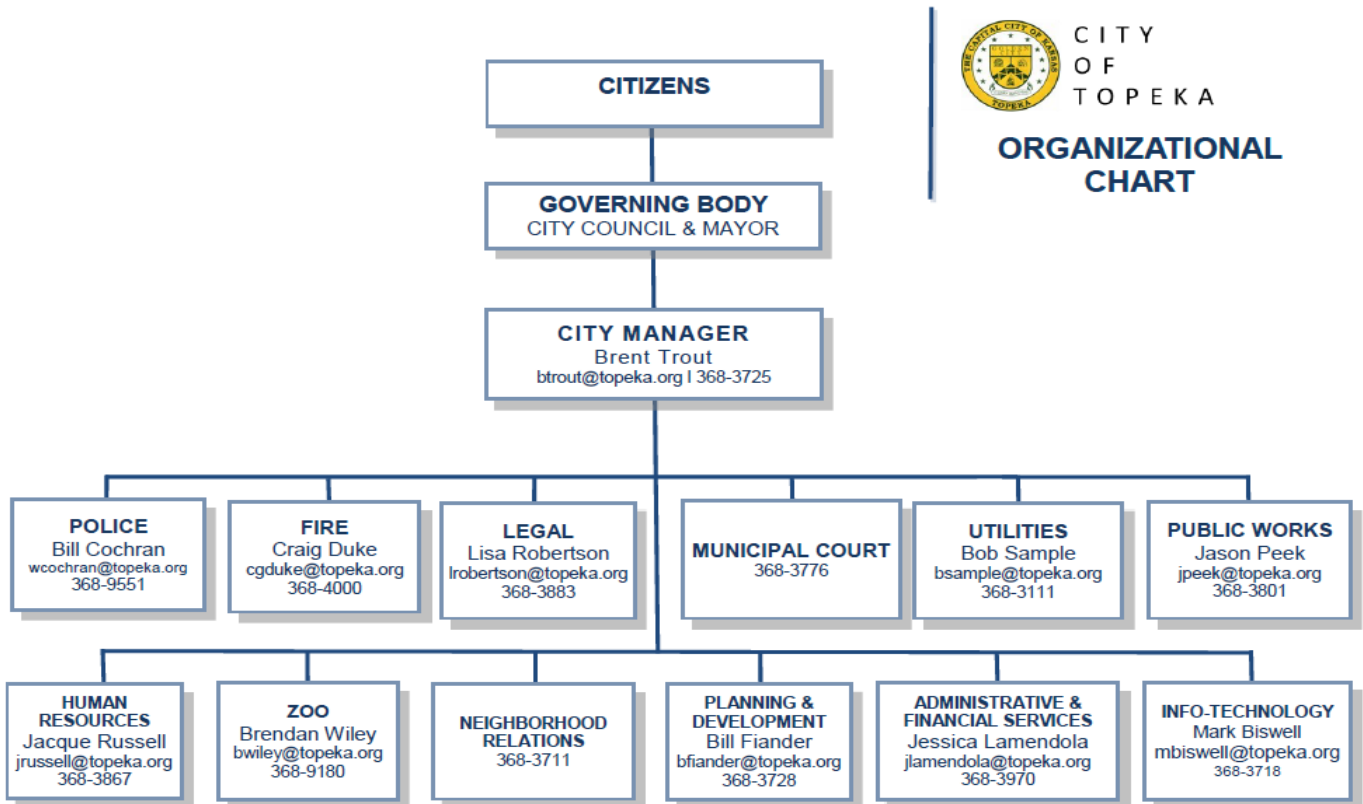 CITY
OF
TOPEKA
THE CAPITAL CITY OF KANSAS
TOPEKA
ORGANIZATIONAL
CHART
CITIZENS
GOVERNING BODY
CITY COUNCIL & MAYOR
CITY MANAGER
Brent Trout
btrout@topeka.org I 368-3725
POLICE
Bill Cochran
wcochran@topeka.org
368-9551
FIRE
Craig Duke
cgduke@topeka.org
368-4000
LEGAL
Lisa Robertson
lrobertson@topeka.org
368-3883
MUNICIPAL COURT
368-3776
UTILITIES
Bob Sample
bsample@topeka.org
368-3111
PUBLIC WORKS
Jason Peek
jpeek@topeka.org
368-3801
HUMAN
RESOURCES
Jacque Russell
jrussell@topeka.org
368-3867
ZOO
Brendan Wiley
bwiley@topeka.org
368-9180
NEIGHBORHOOD
RELATIONS
368-3711
PLANNING &
DEVELOPMENT
Bill Fiander
bfiander@topeka.org
368-3728
ADMINISTRATIVE &
FINANCIAL SERVICES
Jessica Lamendola
jlamendola@topeka.org
368-3970
INFO-TECHNOLOGY
Mark Biswell
mbiswell@topeka.org
368-3718